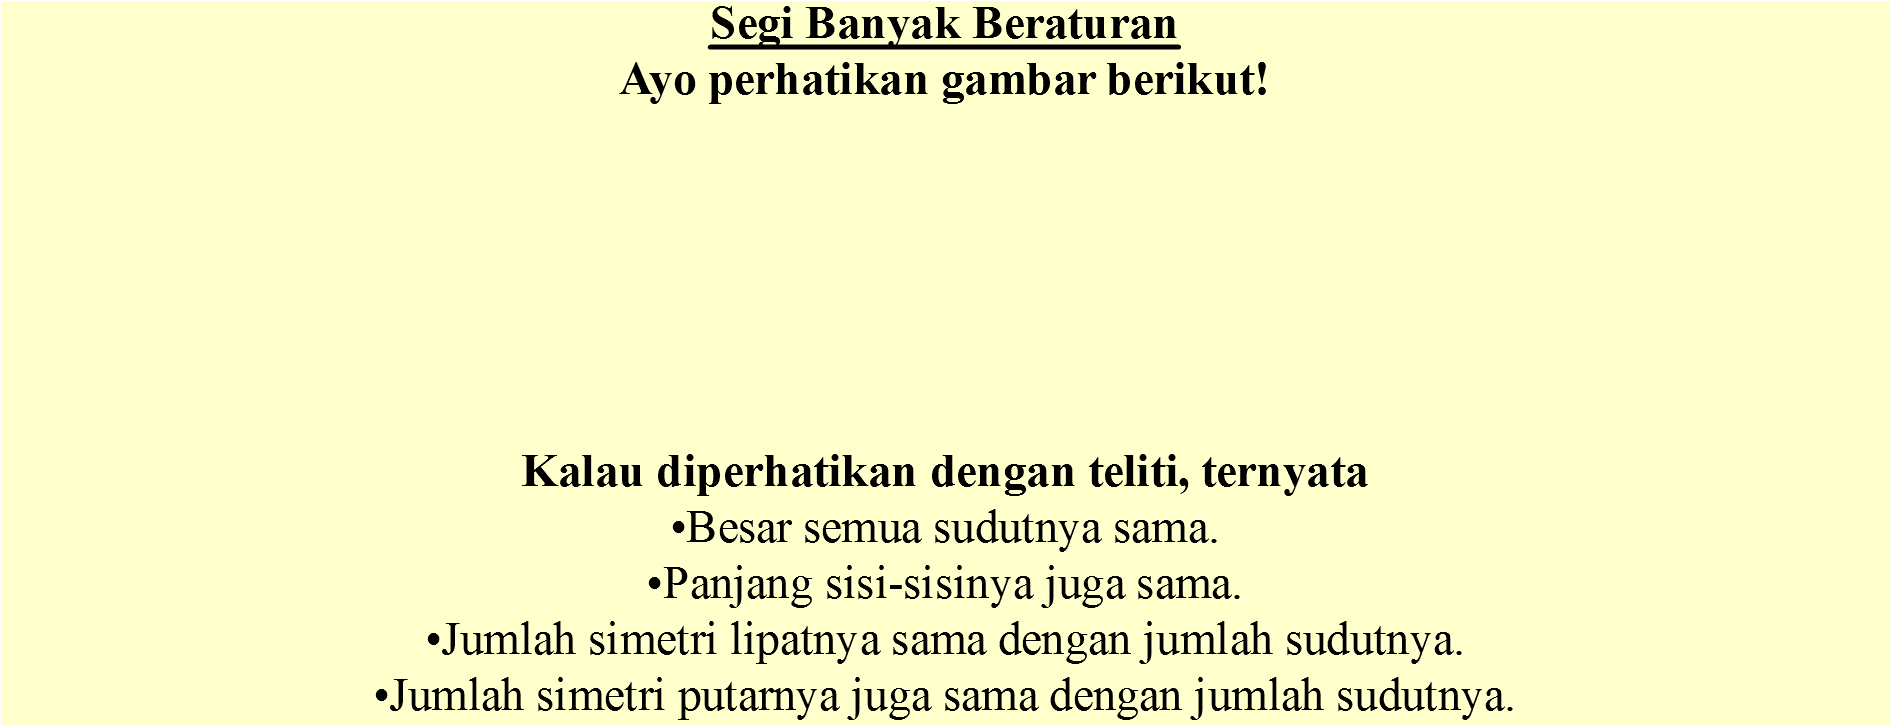 Segi Banyak Beraturan
Ayo perhatikan gambar berikut!
Kalau diperhatikan dengan teliti, ternyata
•Besar semua sudutnya sama.
•Panjang sisi-sisinya juga sama.
•Jumlah simetri lipatnya sama dengan jumlah sudutnya.
•Jumlah simetri putarnya juga sama dengan jumlah sudutnya.